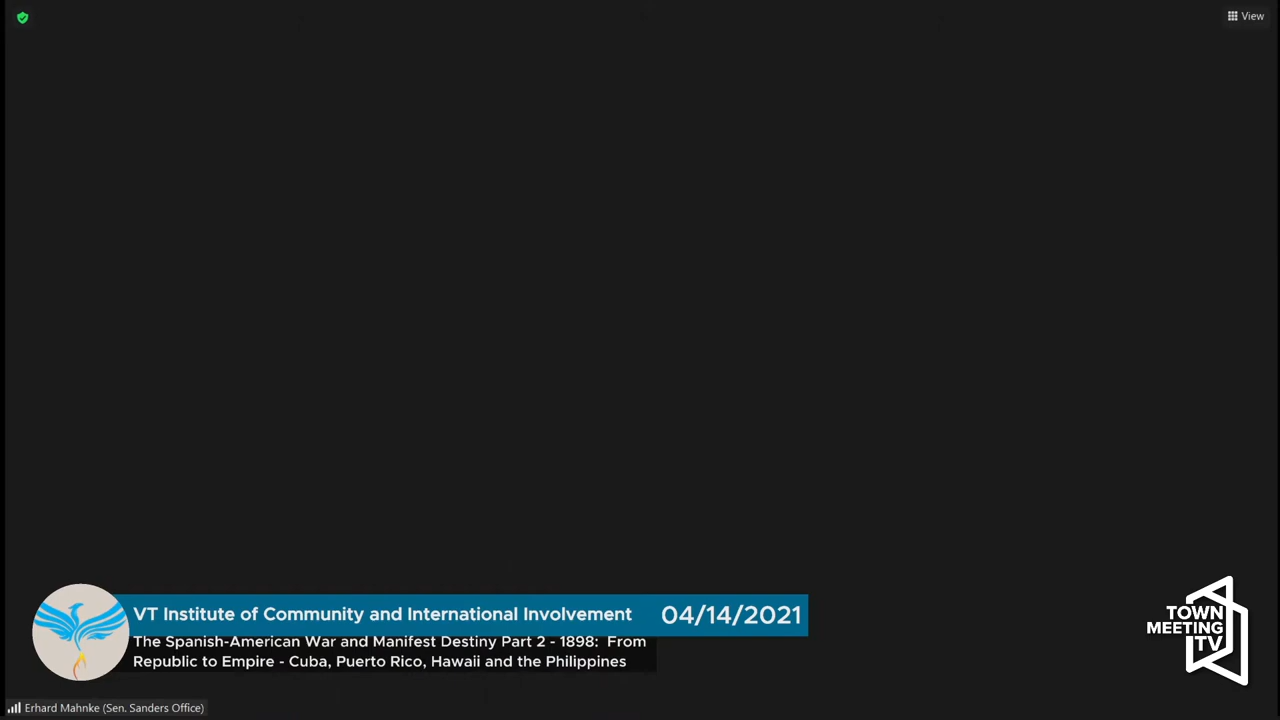 View
VT Institute of Community and International Involvement 04/14/2021
The Spanish-American War and Manifest Destiny Part 2 - 1898: From
Republic to Empire - Cuba, Puerto Rico, Hawaii and the Philippines
TOWN
MEETING
TV
Erhard Mahnke (Sen. Sanders Office)